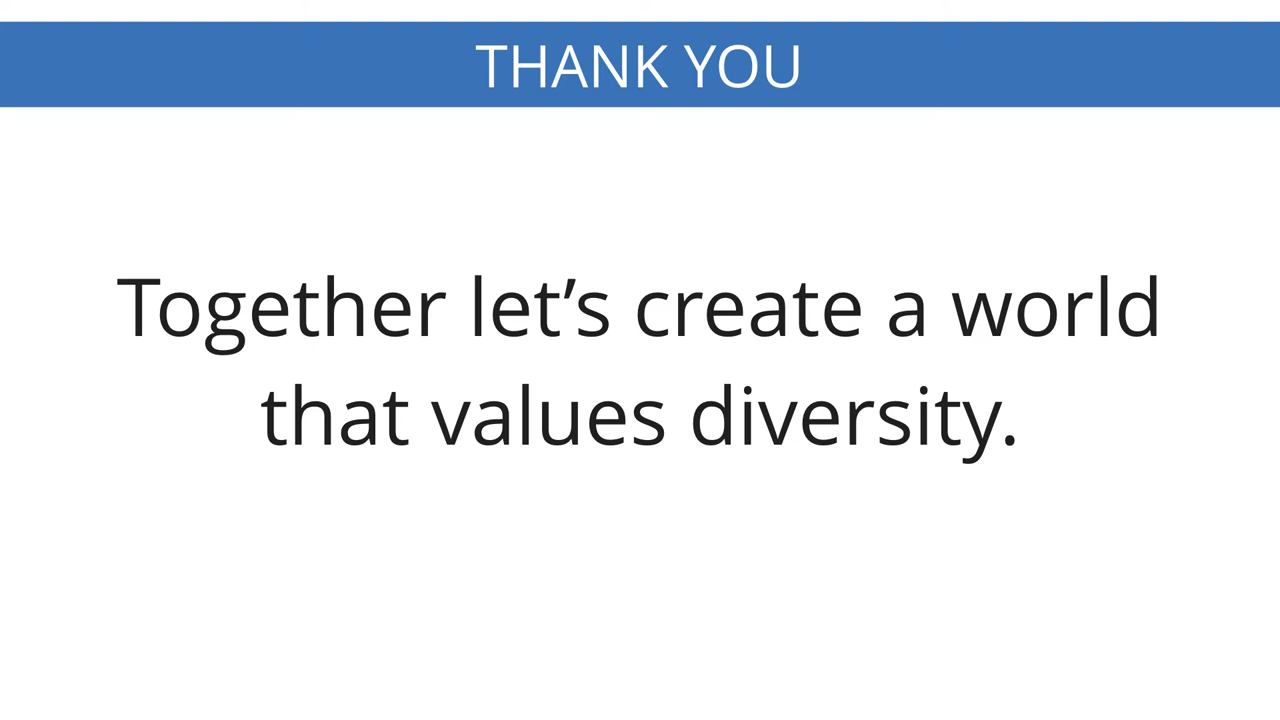 THANK YOU
Together let’s create a world
that values diversity.